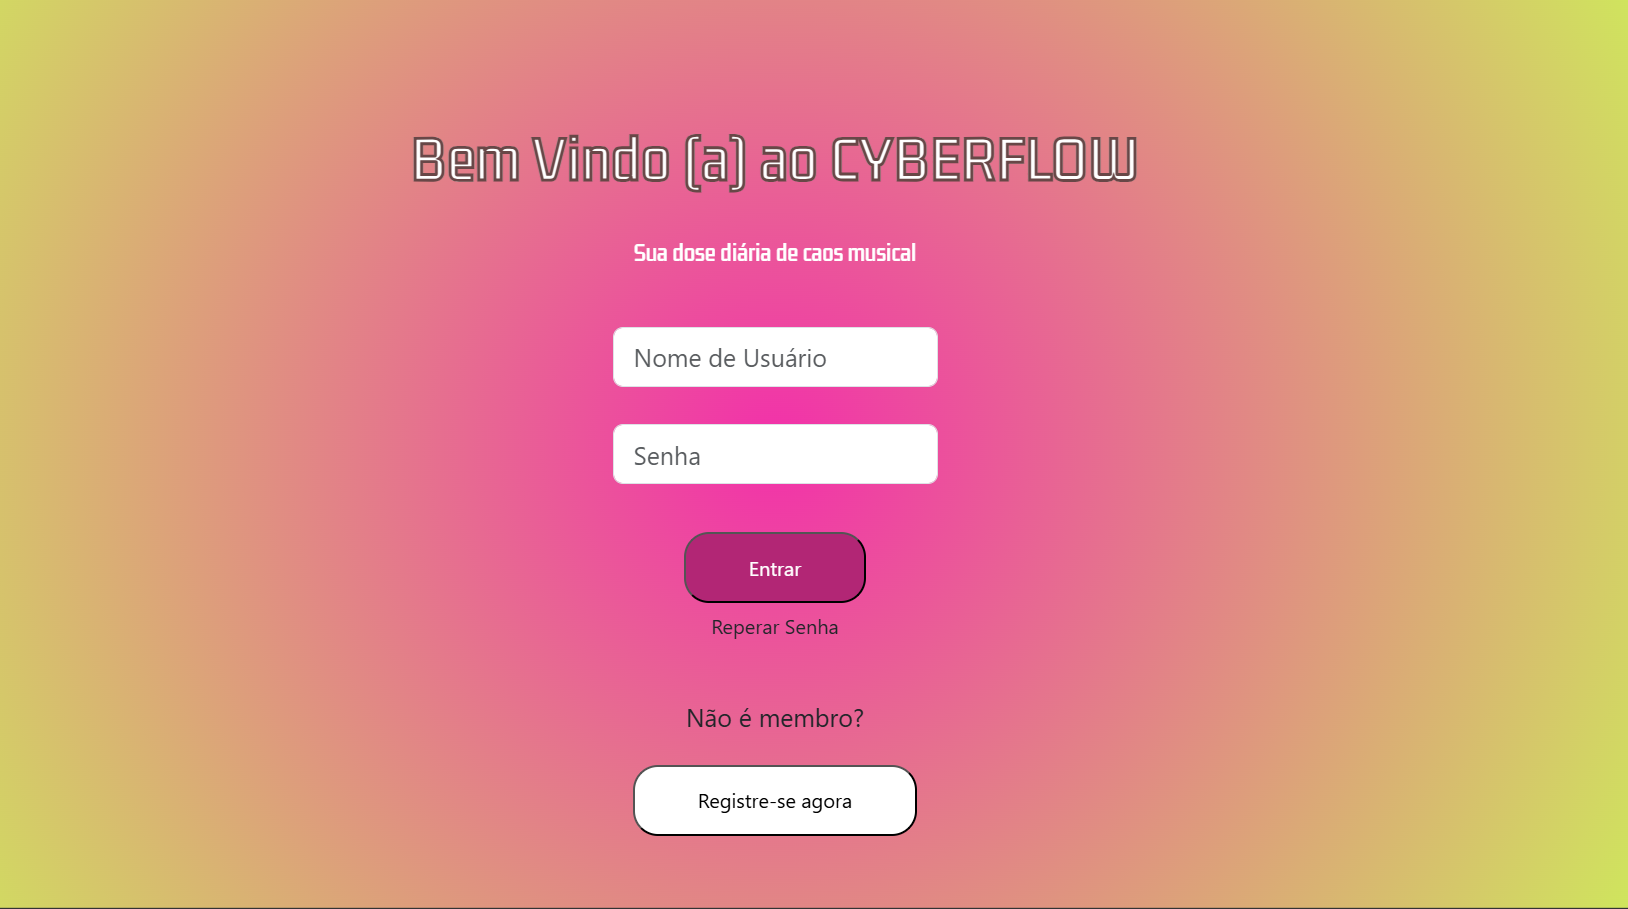 Bem Vindo (a) ao CYBERFLOW
Sua dose diária de caos musical
Nome de Usuário
Senha
Entrar
Reperar Senha
Não é membro?
Registre-se agora